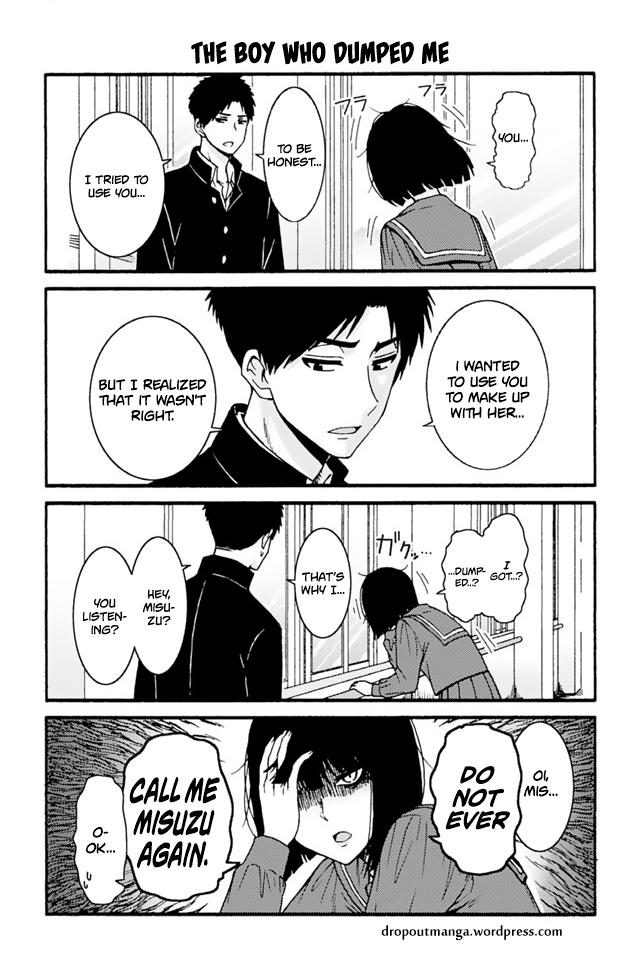 THE BOY WHO DUMPED ME
YOU...
フラ
フラ
TO BE
HONEST...
I TRIED TO
USE YOU...
I WANTED
TO USE YOU
TO MAKE UP
WITH HER...
BUT I REALIZED
THAT IT WASN'T
RIGHT.
I
GOT..?
...DUMP-
ED..?
ガクッ...
THAT'S
WHY I...
HEY,
MISU-
ZU?
YOU
LISTEN-
ING?
OI,
MIS...
DO
NOT
EVER
CALL ME
MISUZU
AGAIN.
O-
OK...
dropoutmanga.wordpress.com